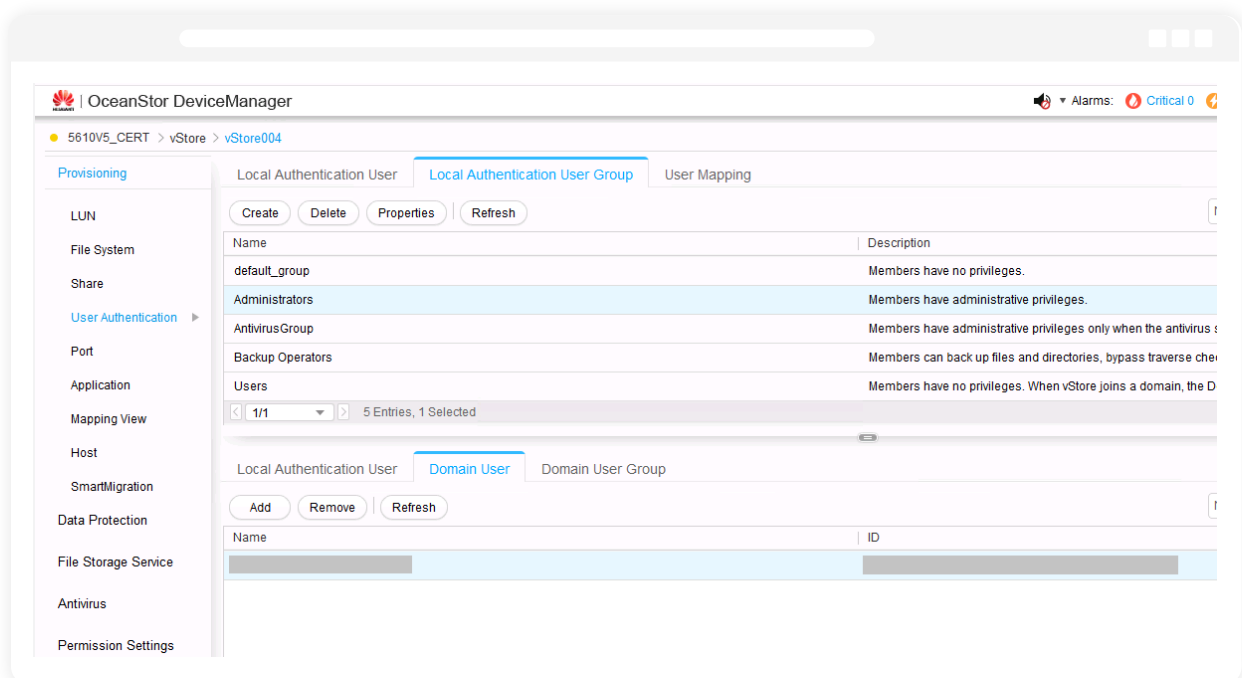 HUAWEI | OceanStor DeviceManager
Alarms: Critical 0
5610V5_CERT > vStore > vStore004
Provisioning
LUN
File System
Share
User Authentication
Port
Application
Mapping View
Host
SmartMigration
Data Protection
File Storage Service
Antivirus
Permission Settings
Local Authentication User Local Authentication User Group User Mapping
Create Delete Properties Refresh
Name Description
default_group Members have no privileges.
Administrators Members have administrative privileges.
AntivirusGroup Members have administrative privileges only when the antivirus s
Backup Operators Members can back up files and directories, bypass traverse che
Users Members have no privileges. When vStore joins a domain, the D
1/1 5 Entries, 1 Selected
Local Authentication User Domain User Domain User Group
Add Remove Refresh
Name ID